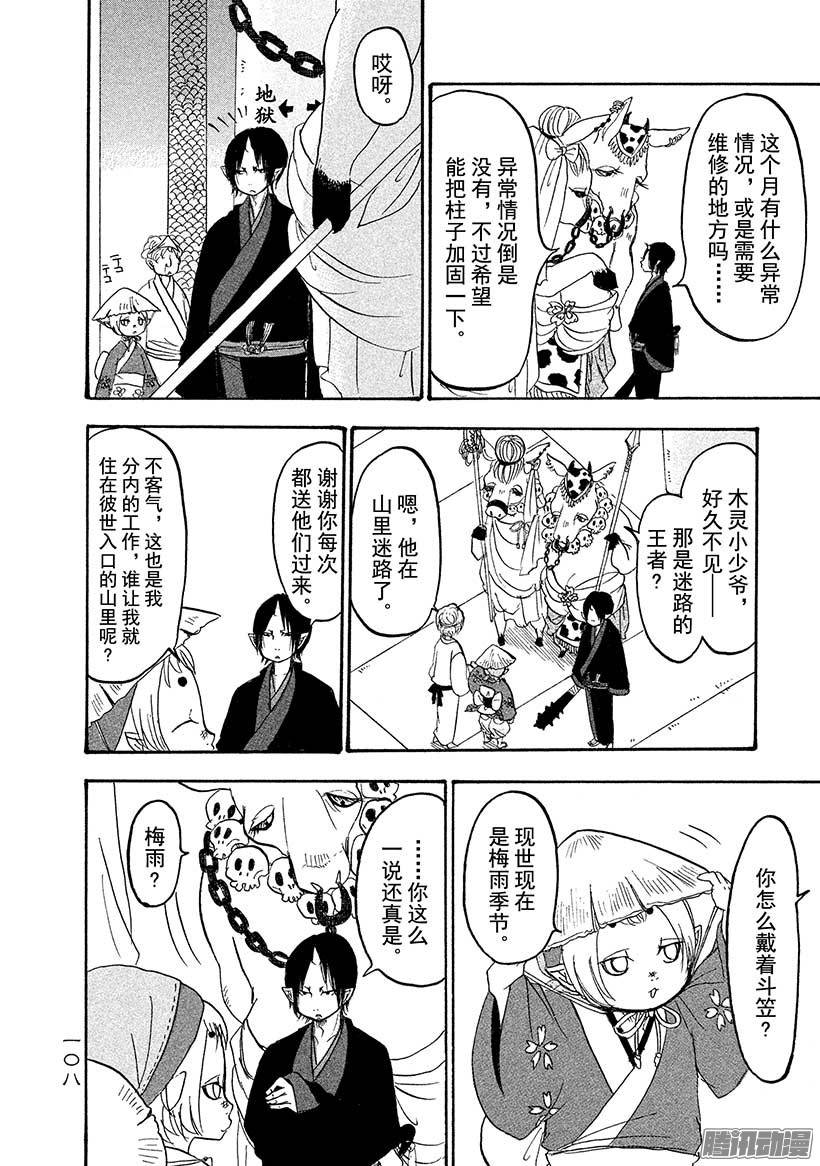 这个月有什么异常
情况，或是需要
维修的地方吗……
异常情况倒是
没有，不过希望
能把柱子加固一下。
哎呀。
地
狱
テコ
テコ
木灵小少爷，
好久不见——
那是迷路的
王者？
嗯，他在
山里迷路了。
谢谢你每次
都送他们过来。
不客气，这也是我
分内的工作，谁让我就
住在彼世入口的山里呢？
你怎么戴着斗笠？
现世现在
是梅雨季节。
……你这么
一说还真是。
梅雨？
一〇八
腾讯动漫